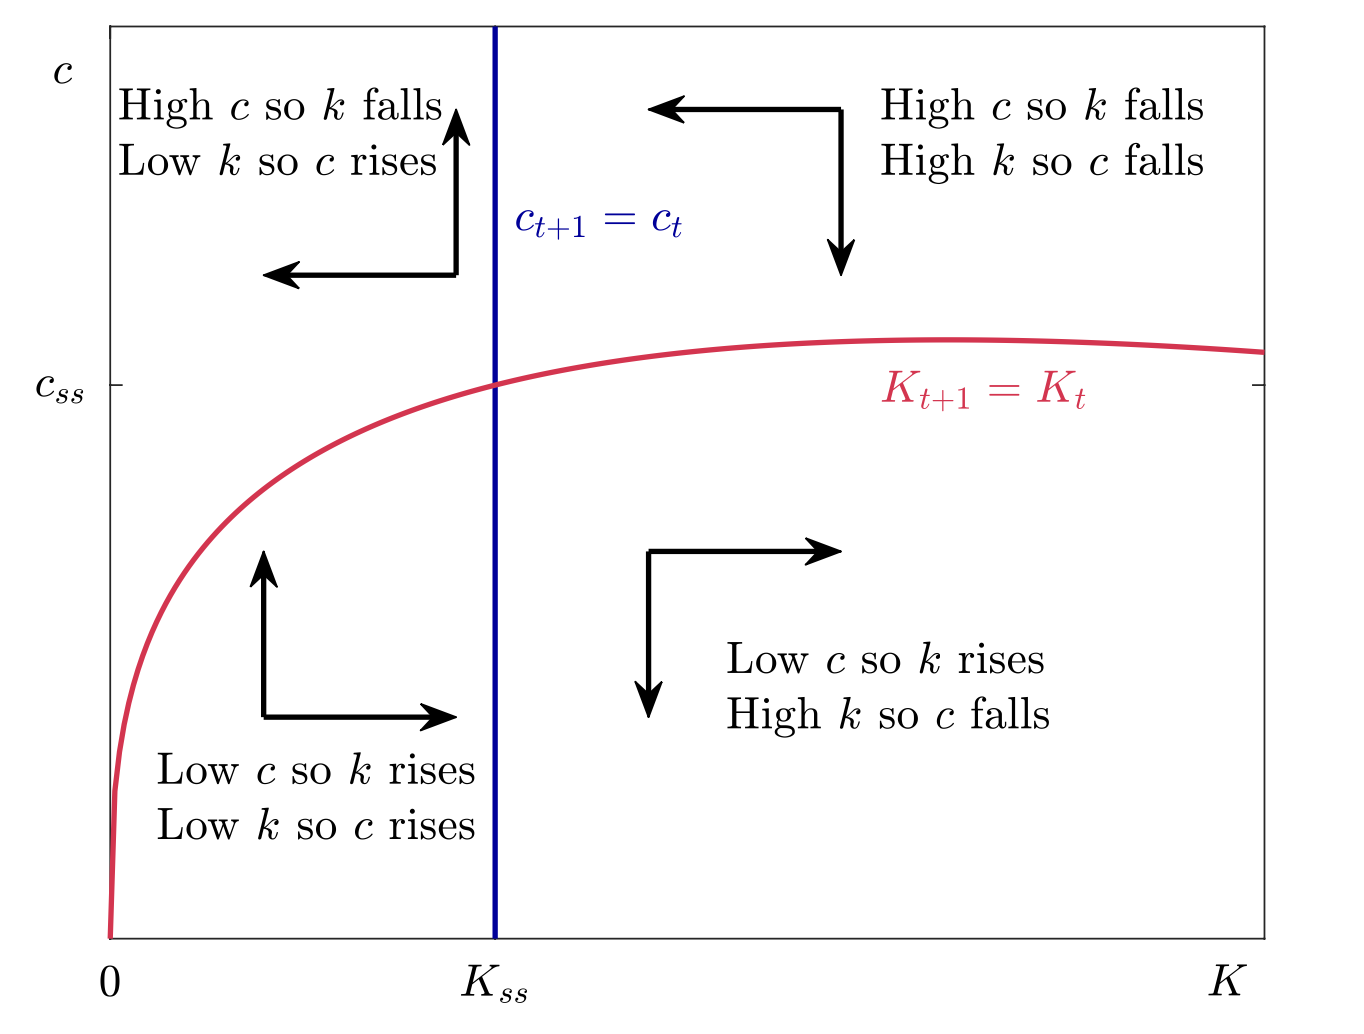 c
High c so k falls
Low k so c rises
High c so k falls
High k so c falls
c_{t+1} = c_t
c_{ss}
K_{t+1} = K_t
Low c so k rises
High k so c falls
Low c so k rises
Low k so c rises
0
K_{ss}
K